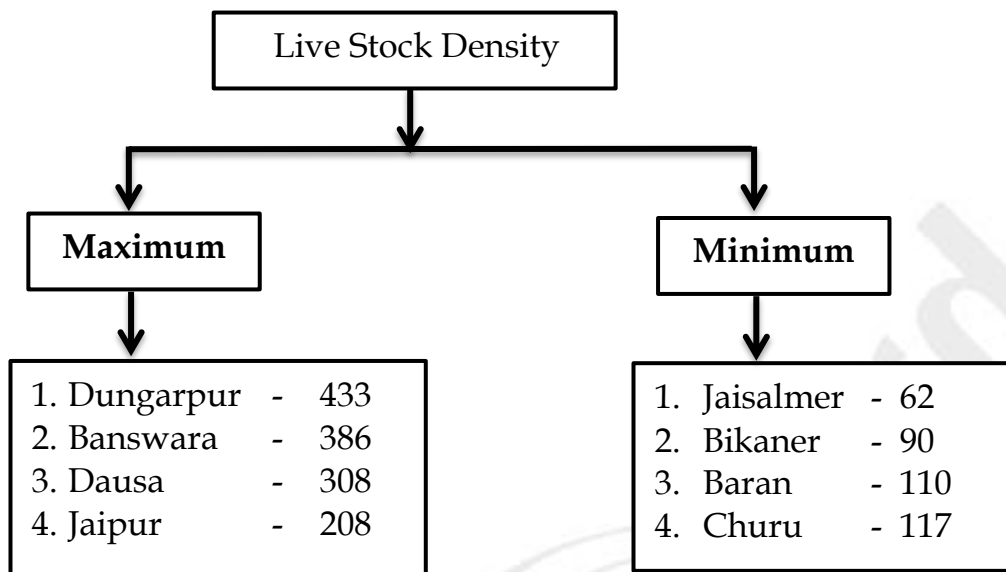 Live Stock Density
Maximum
Minimum
1. Dungarpur - 433
2. Banswara - 386
3. Dausa - 308
4. Jaipur - 208
1. Jaisalmer - 62
2. Bikaner - 90
3. Baran - 110
4. Churu - 117